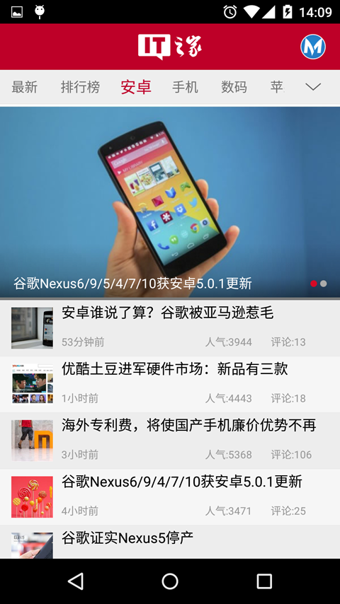 14:09
IT之家
最新 排行榜 安卓 手机 数码 苹
谷歌Nexus6/9/5/4/7/10获安卓5.0.1更新
安卓谁说了算？谷歌被亚马逊惹毛
53分钟前 人气:3944 评论:13
优酷土豆进军硬件市场：新品有三款
1小时前 人气:4443 评论:18
海外专利费，将使国产手机廉价优势不再
3小时前 人气:5368 评论:106
谷歌Nexus6/9/4/7/10获安卓5.0.1更新
4小时前 人气:3471 评论:25
谷歌证实Nexus5停产